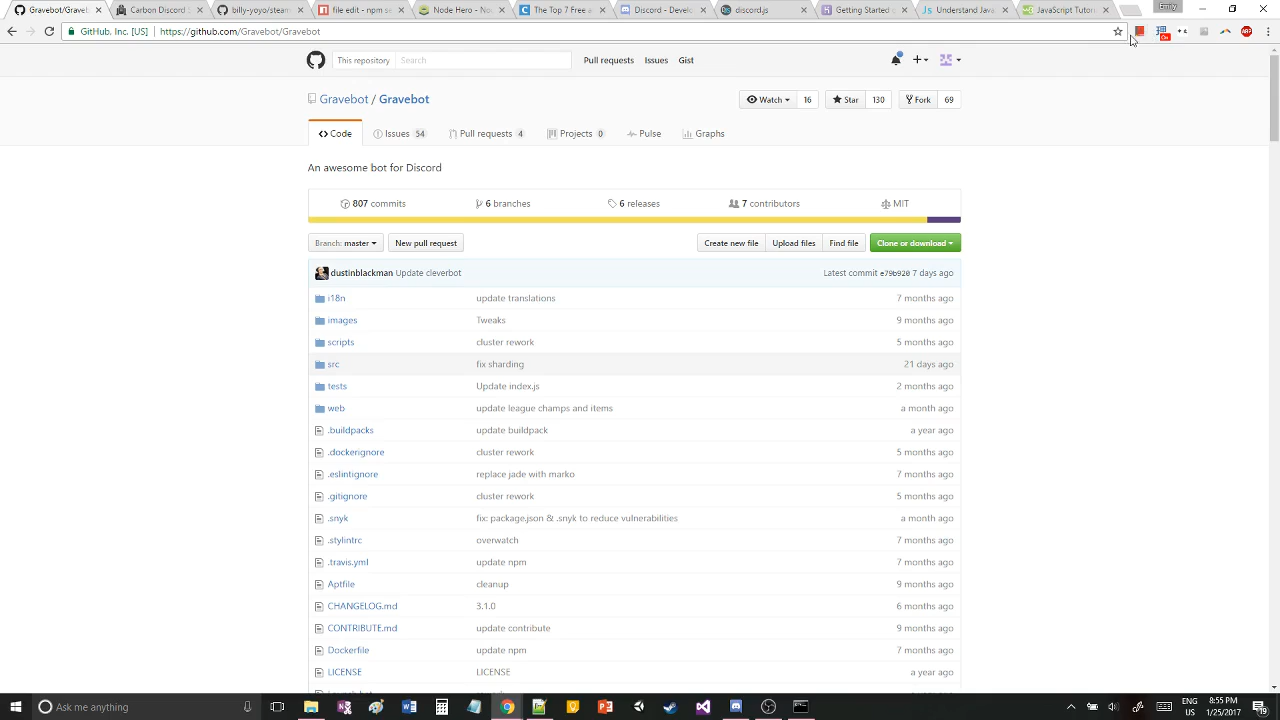 Gravebot/Gravebot: Carbon Discord billy-yoyo/steam file edit - npm se Node Hero - Nod The Top 7 Free a Discord - Develo discord.js Getting Started Understand Java JavaScript Tutori Emily
GitHub, Inc. [US] https://github.com/Gravebot/Gravebot
This repository Search Pull requests Issues Gist
Gravebot / Gravebot Watch 16 Star 130 Fork 69
Code Issues 54 Pull requests 4 Projects 0 Pulse Graphs
An awesome bot for Discord
807 commits 6 branches 6 releases 7 contributors MIT
Branch: master New pull request Create new file Upload files Find file Clone or download
dustinblackman Update cleverbot Latest commit e79b928 7 days ago
i18n update translations 7 months ago
images Tweaks 9 months ago
scripts cluster rework 5 months ago
src fix sharding 21 days ago
tests Update index.js 2 months ago
web update league champs and items a month ago
.buildpacks update buildpack a year ago
.dockerignore cluster rework 5 months ago
.eslintignore replace jade with marko 7 months ago
.gitignore cluster rework 5 months ago
.snyk fix: package.json & .snyk to reduce vulnerabilities a month ago
.stylintrc overwatch 7 months ago
.travis.yml update npm 7 months ago
Aptfile cleanup 9 months ago
CHANGELOG.md 3.1.0 6 months ago
CONTRIBUTE.md update contribute 9 months ago
Dockerfile update npm 7 months ago
LICENSE LICENSE a year ago
Ask me anything ENG 8:55 PM
US 1/25/2017